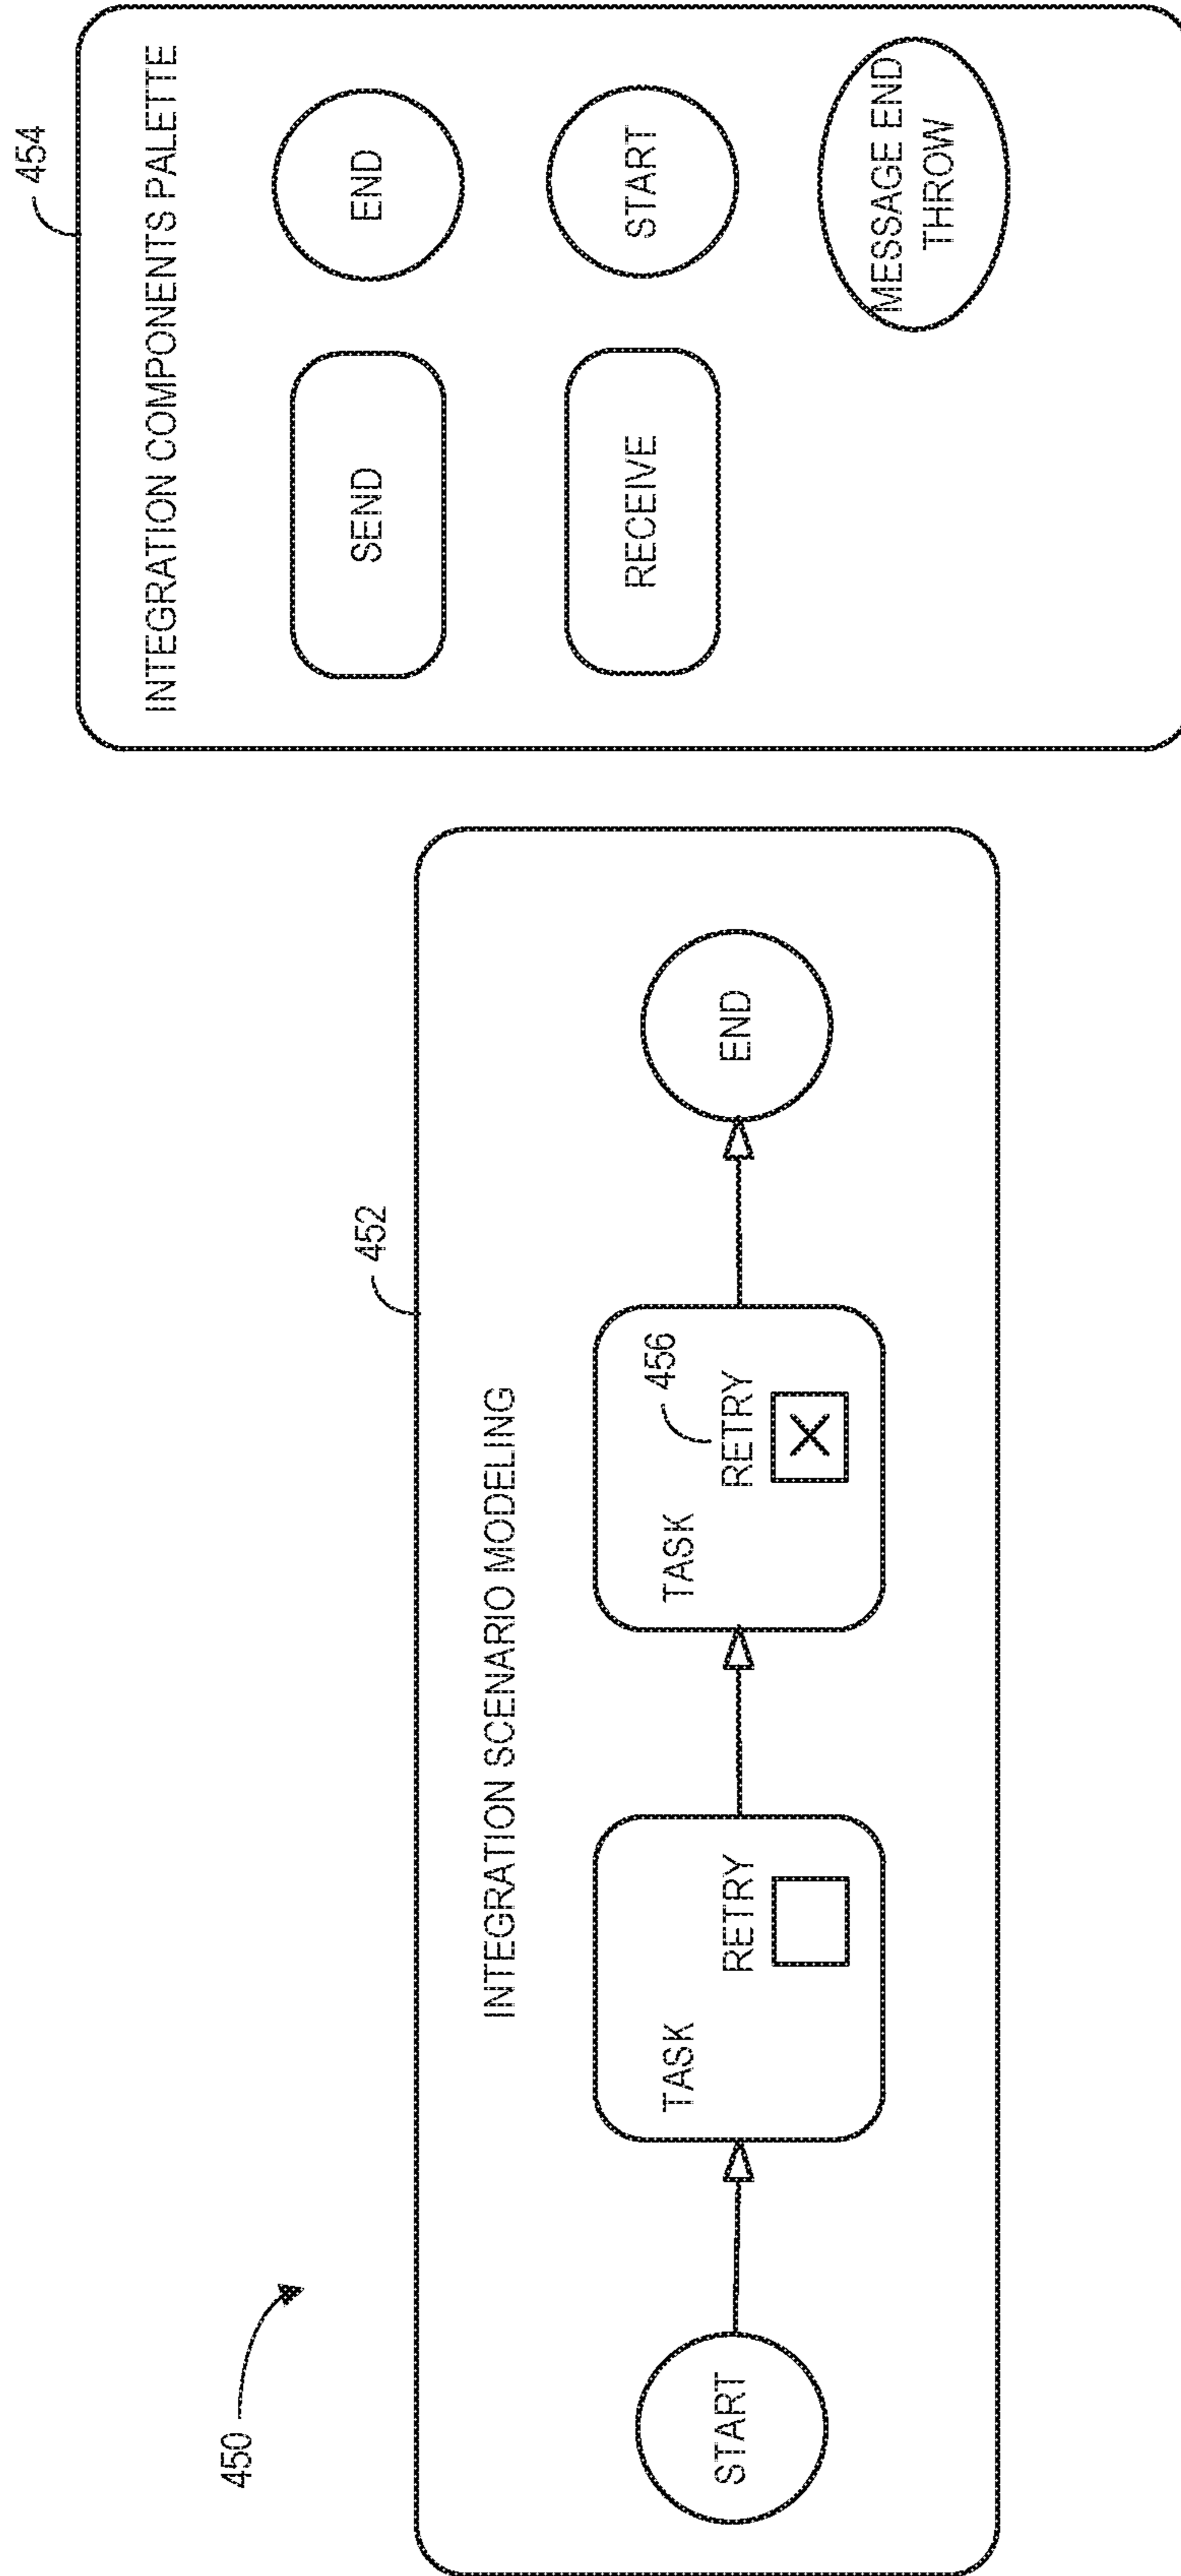 450
452
INTEGRATION SCENARIO MODELING
START
TASK
RETRY
TASK
RETRY
456
X
END
454
INTEGRATION COMPONENTS PALETTE
SEND
END
RECEIVE
START
MESSAGE END
THROW